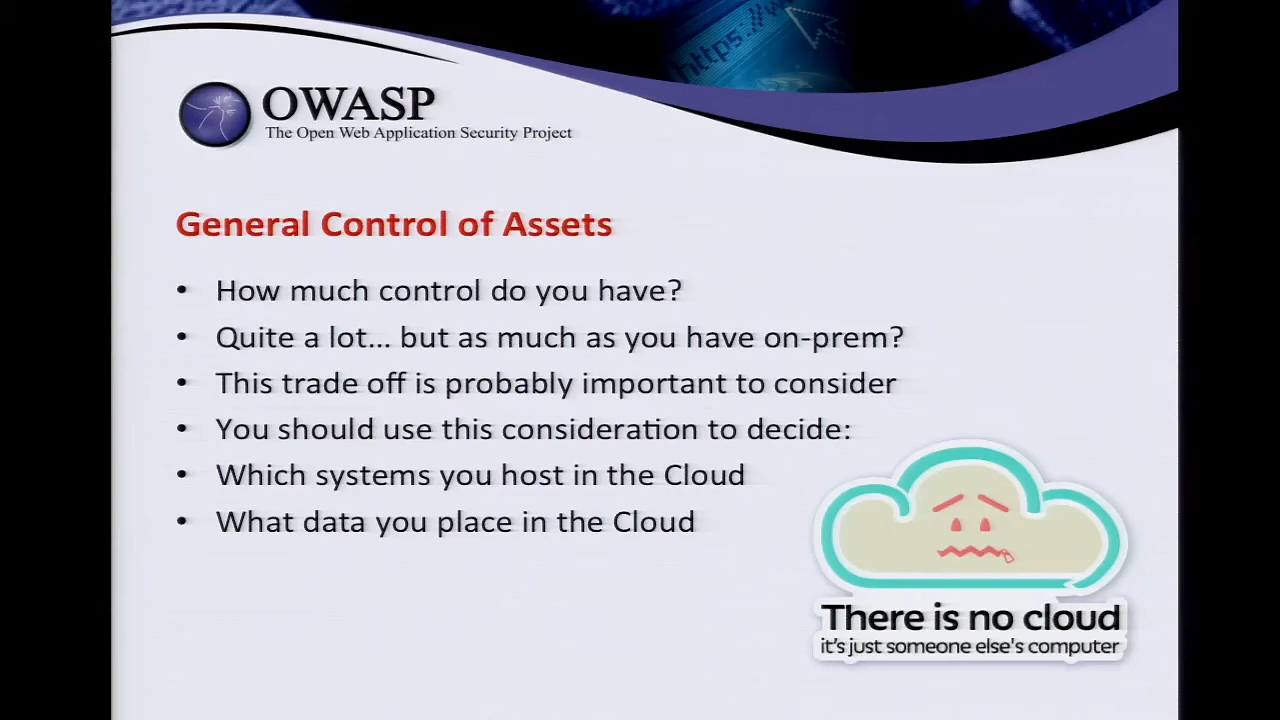 https://w
OWASP
The Open Web Application Security Project
General Control of Assets
• How much control do you have?
• Quite a lot... but as much as you have on-prem?
• This trade off is probably important to consider
• You should use this consideration to decide:
• Which systems you host in the Cloud
• What data you place in the Cloud
There is no cloud
it's just someone else's computer